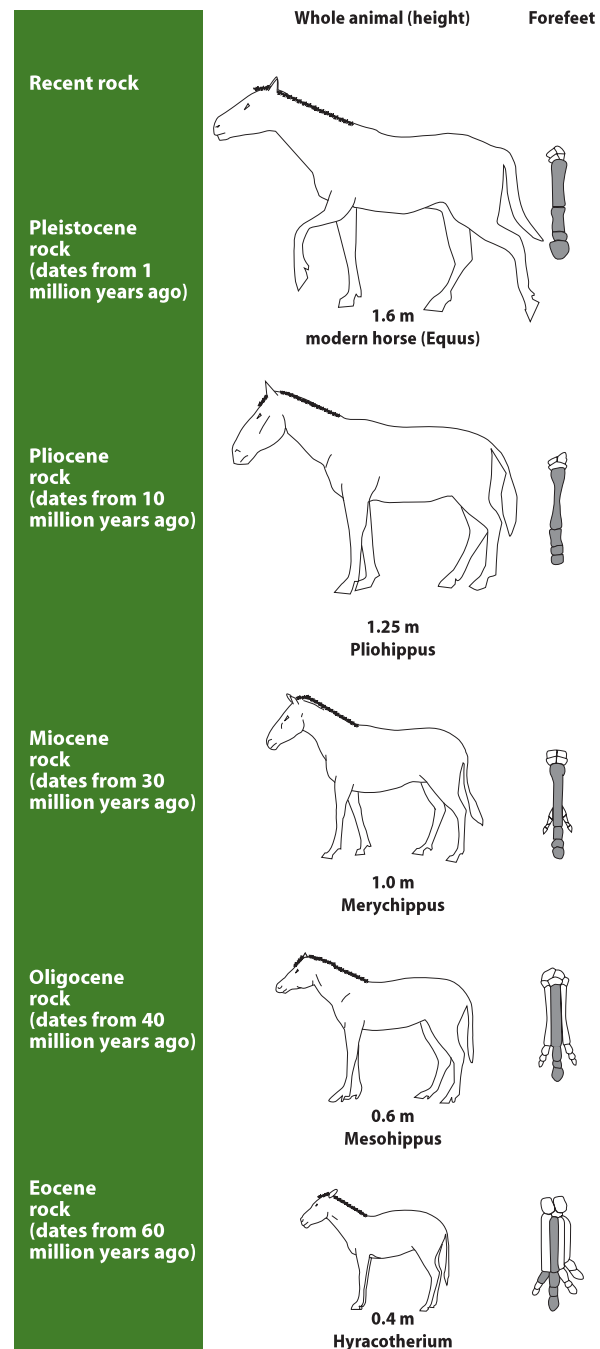 Whole animal (height)
Forefeet
Recent rock
Pleistocene
rock
(dates from 1
million years ago)
1.6 m
modern horse (Equus)
Pliocene
rock
(dates from 10
million years ago)
1.25 m
Pliohippus
Miocene
rock
(dates from 30
million years ago)
1.0 m
Merychippus
Oligocene
rock
(dates from 40
million years ago)
0.6 m
Mesohippus
Eocene
rock
(dates from 60
million years ago)
0.4 m
Hyracotherium